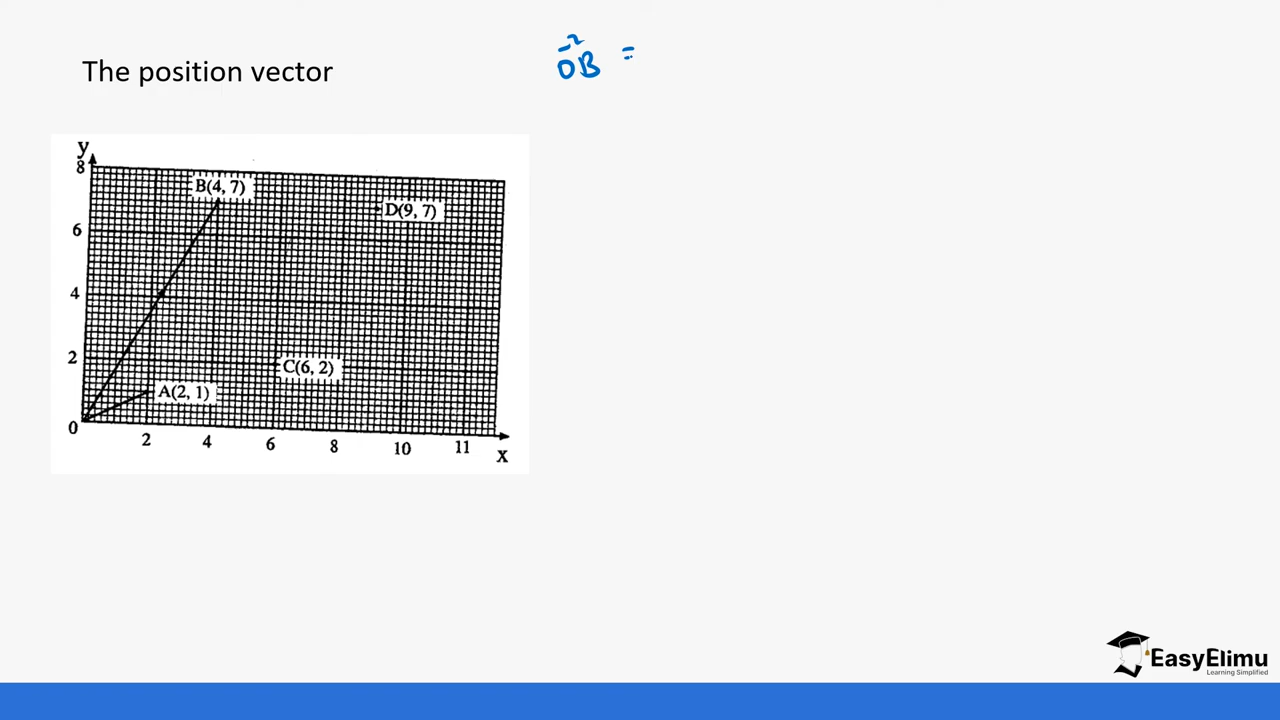 OB =
The position vector
y
8
B(4, 7)
D(9, 7)
6
4
2
C(6, 2)
A(2, 1)
0
2 4 6 8 10 11
x
EasyElimu
Learning Simplified